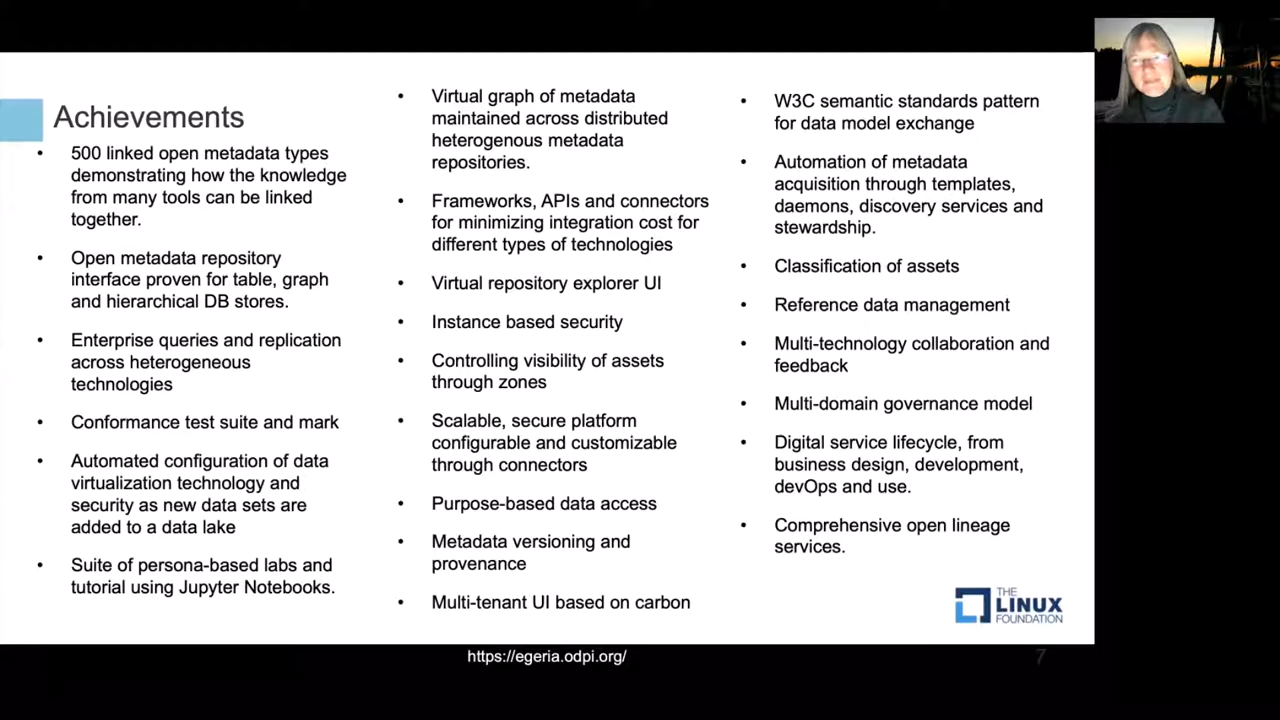 Achievements
• 500 linked open metadata types
demonstrating how the knowledge
from many tools can be linked
together.
• Open metadata repository
interface proven for table, graph
and hierarchical DB stores.
• Enterprise queries and replication
across heterogeneous
technologies
• Conformance test suite and mark
• Automated configuration of data
virtualization technology and
security as new data sets are
added to a data lake
• Suite of persona-based labs and
tutorial using Jupyter Notebooks.
• Virtual graph of metadata
maintained across distributed
heterogenous metadata
repositories.
• Frameworks, APIs and connectors
for minimizing integration cost for
different types of technologies
• Virtual repository explorer UI
• Instance based security
• Controlling visibility of assets
through zones
• Scalable, secure platform
configurable and customizable
through connectors
• Purpose-based data access
• Metadata versioning and
provenance
• Multi-tenant UI based on carbon
• W3C semantic standards pattern
for data model exchange
• Automation of metadata
acquisition through templates,
daemons, discovery services and
stewardship.
• Classification of assets
• Reference data management
• Multi-technology collaboration and
feedback
• Multi-domain governance model
• Digital service lifecycle, from
business design, development,
devOps and use.
• Comprehensive open lineage
services.
THE
LINUX
FOUNDATION
https://egeria.odpi.org/
7